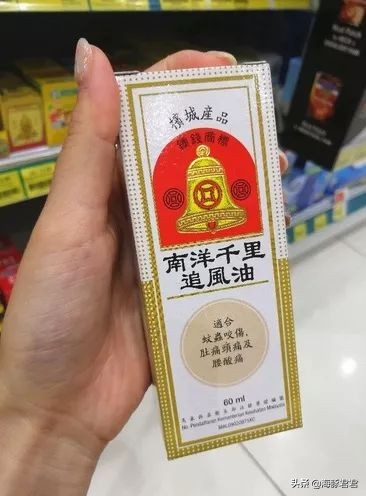 檳城産品
鐘錢商標
南洋千里
追風油
適合
蚊蟲咬傷,
肚痛頭痛及
腰酸痛
60 ml
No. Pendaftaran Kementerian Kesihatan Malaysia
头条 @海豚君君